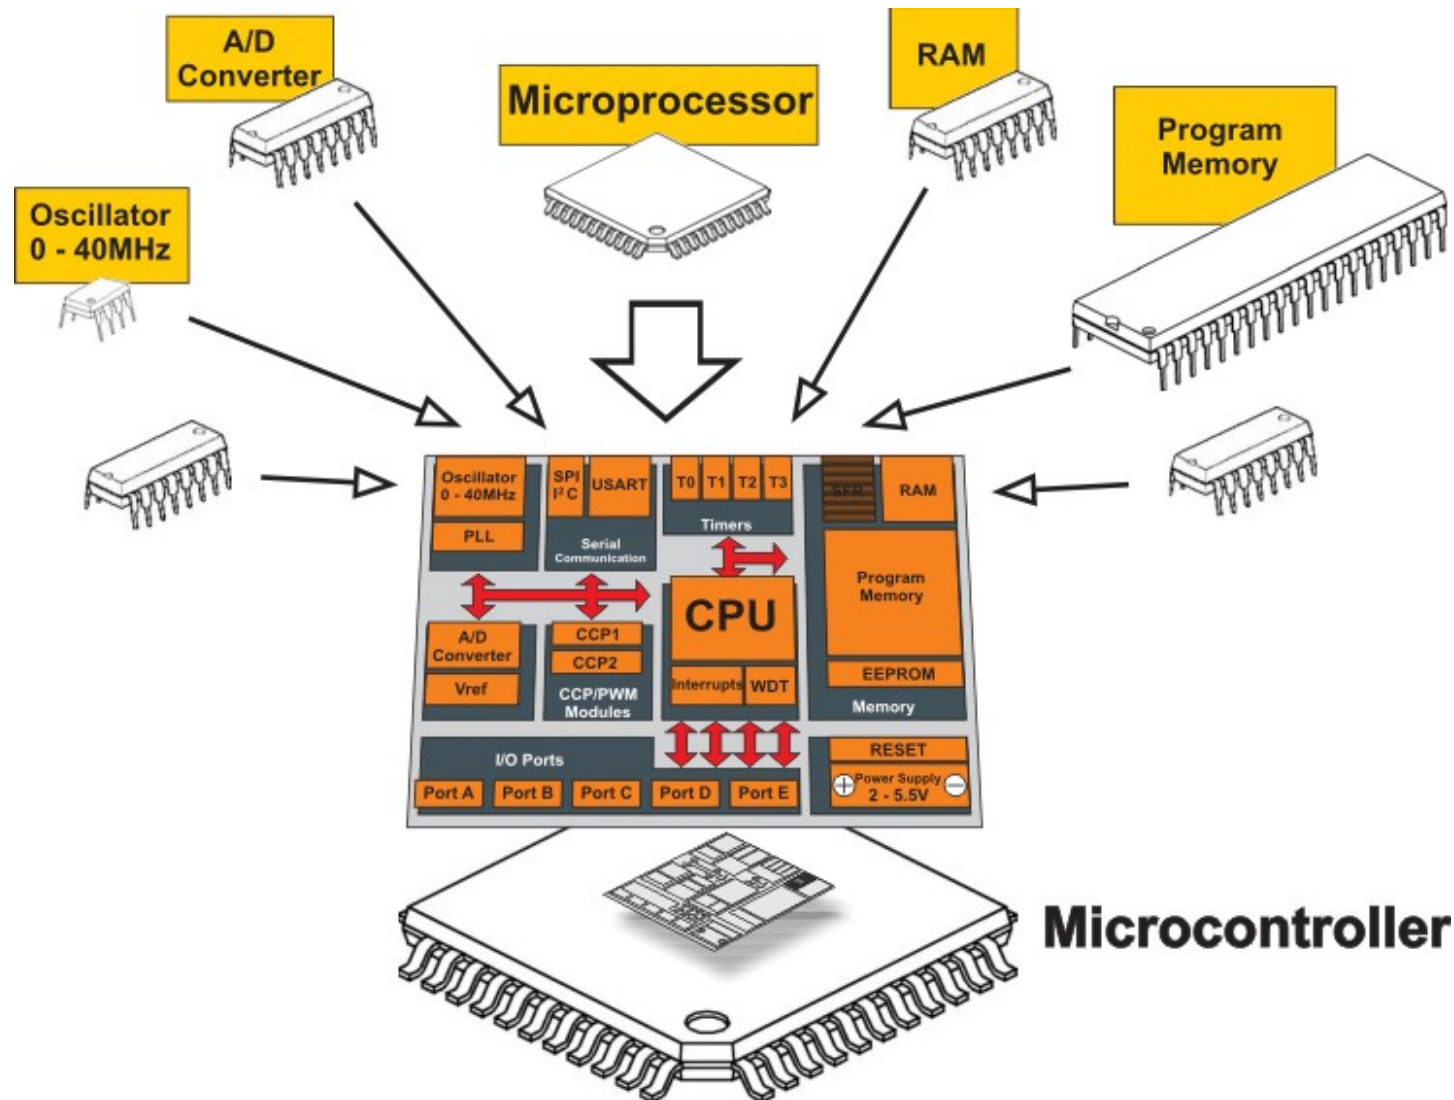 A/D
Converter
Microprocessor
RAM
Program
Memory
Oscillator
0 - 40MHz
Oscillator
0 - 40MHz
PLL
SPI
I²C
USART
Serial
Communication
T0 T1 T2 T3
Timers
SFR
RAM
Program
Memory
EEPROM
Memory
CPU
Interrupts
WDT
A/D
Converter
Vref
CCP1
CCP2
CCP/PWM
Modules
I/O Ports
Port A
Port B
Port C
Port D
Port E
RESET
+ Power Supply -
2 - 5.5V
Microcontroller